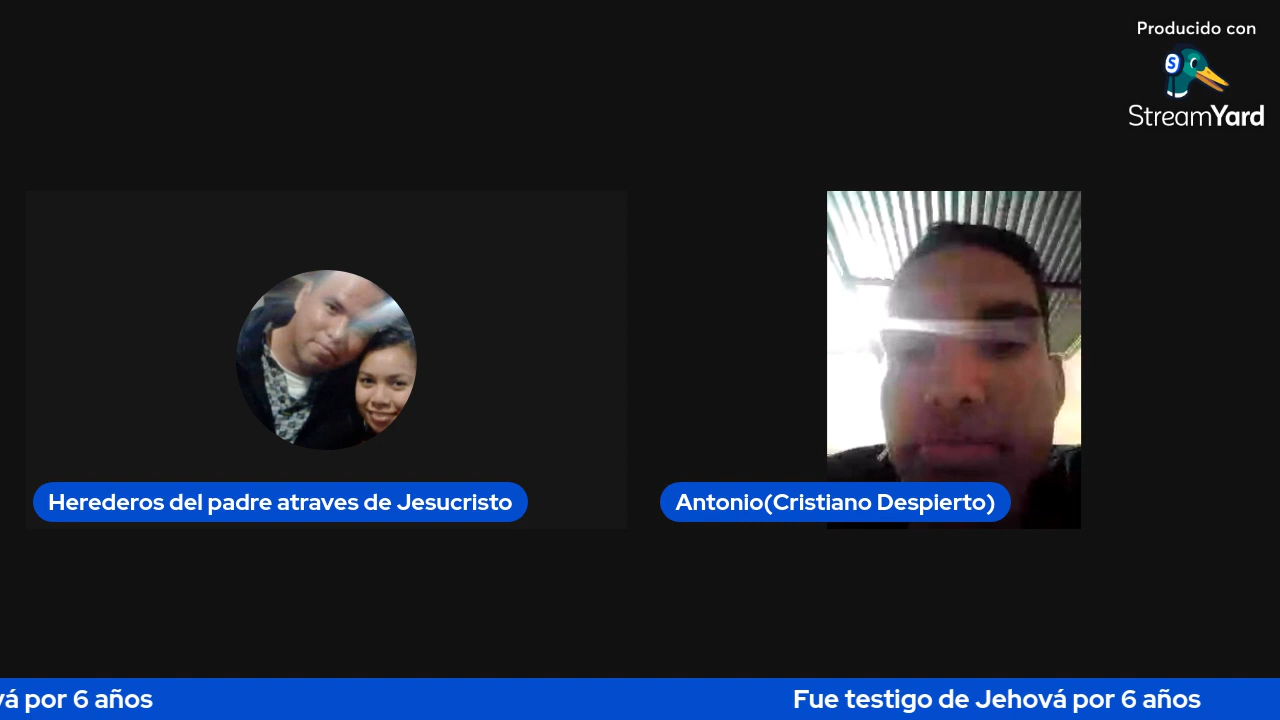 Producido con
S
StreamYard
Herederos del padre atraves de Jesucristo
Antonio(Cristiano Despierto)
vá por 6 años
Fue testigo de Jehová por 6 años